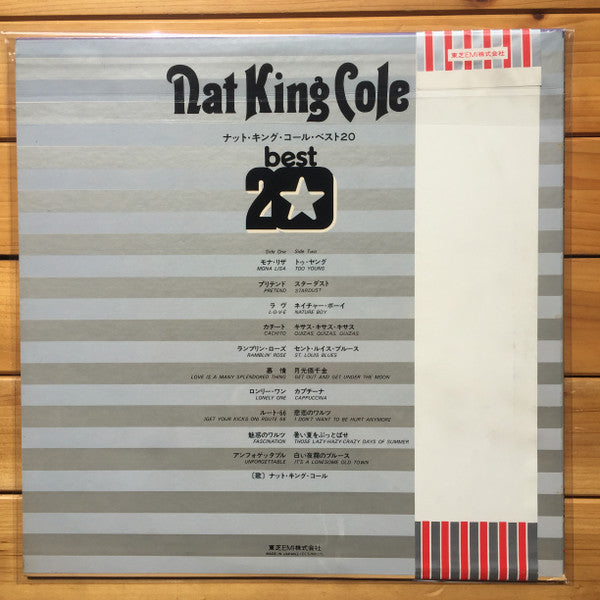 東芝EMI株式会社
Nat King Cole
ナット・キング・コール・ベスト20
best
20
Side One Side Two
モナ・リザ トゥ・ヤング
MONA LISA TOO YOUNG
プリテンド スターダスト
PRETEND STARDUST
ラヴ ネイチャー・ボーイ
L-O-V-E NATURE BOY
カチート キサス・キサス・キサス
CACHITO QUIZAS, QUIZAS, QUIZAS
ランブリン・ローズ セント・ルイス・ブルース
RAMBLIN' ROSE ST. LOUIS BLUES
慕情 月光値千金
LOVE IS A MANY SPLENDORED THING GET OUT AND GET UNDER THE MOON
ロンリー・ワン カプチーナ
LONELY ONE CAPPUCCINA
ルート・66 悲恋のワルツ
(GET YOUR KICKS ON) ROUTE 66 I DON'T WANT TO BE HURT ANYMORE
魅惑のワルツ 暑い夏をぶっとばせ
FASCINATION THOSE LAZY-HAZY-CRAZY DAYS OF SUMMER
アンフォゲッタブル 白い夜霧のブルース
UNFORGETTABLE IT'S A LONESOME OLD TOWN
(歌) ナット・キング・コール
東芝EMI株式会社
MADE IN JAPAN